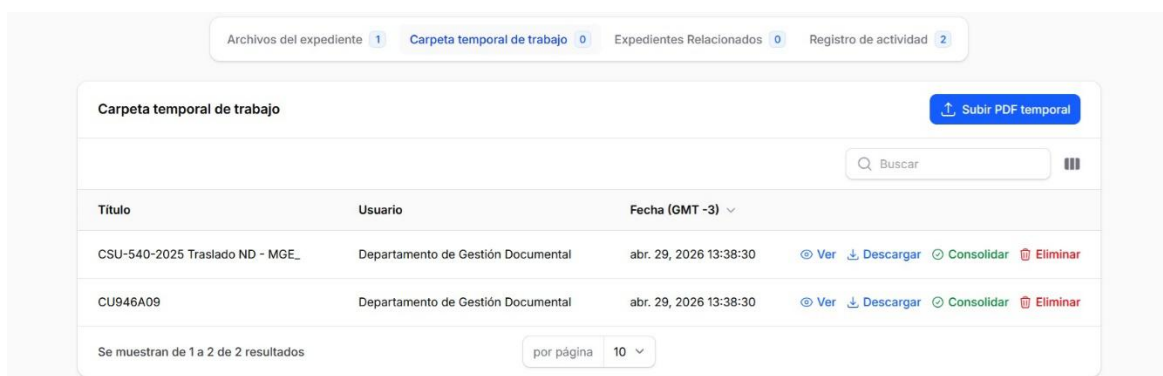 Archivos del expediente 1 Carpeta temporal de trabajo 0 Expedientes Relacionados 0 Registro de actividad 2
Carpeta temporal de trabajo Subir PDF temporal
Buscar
Título Usuario Fecha (GMT -3)
CSU-540-2025 Traslado ND - MGE_ Departamento de Gestión Documental abr. 29, 2026 13:38:30 Ver Descargar Consolidar Eliminar
CU946A09 Departamento de Gestión Documental abr. 29, 2026 13:38:30 Ver Descargar Consolidar Eliminar
Se muestran de 1 a 2 de 2 resultados por página 10